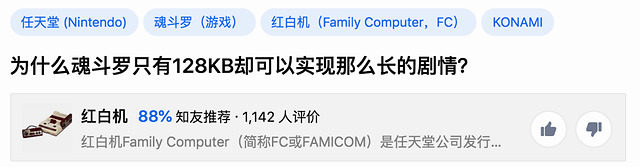 任天堂 (Nintendo) 魂斗罗（游戏） 红白机（Family Computer，FC） KONAMI
为什么魂斗罗只有128KB却可以实现那么长的剧情?
红白机 88% 知友推荐 · 1,142 人评价
红白机Family Computer（简称FC或FAMICOM）是任天堂公司发行...